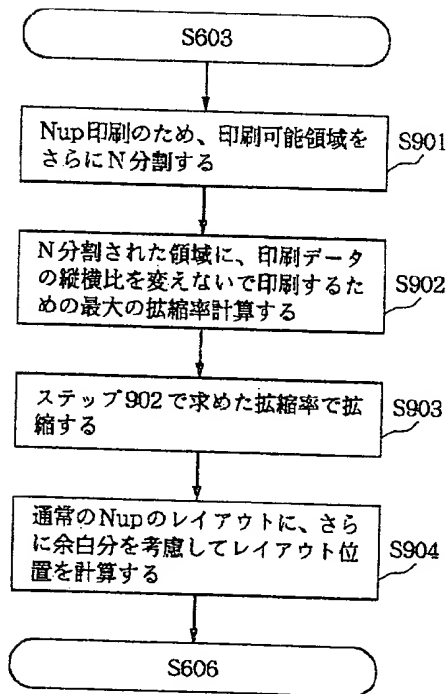 S603
Nup印刷のため、印刷可能領域を
さらにN分割する
S901
N分割された領域に、印刷データ
の縦横比を変えないで印刷するた
めの最大の拡縮率計算する
S902
ステップ902で求めた拡縮率で拡
縮する
S903
通常のNupのレイアウトに、さら
に余白分を考慮してレイアウト位
置を計算する
S904
S606